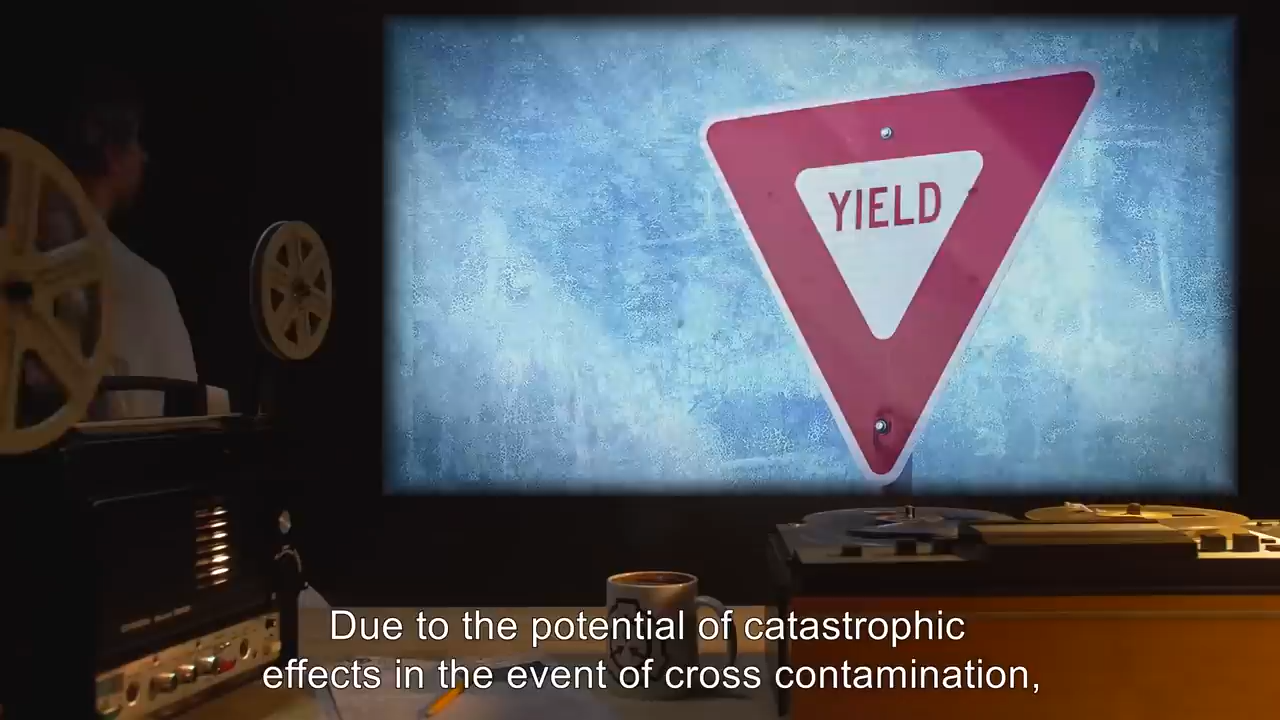 YIELD
Due to the potential of catastrophic
effects in the event of cross contamination,